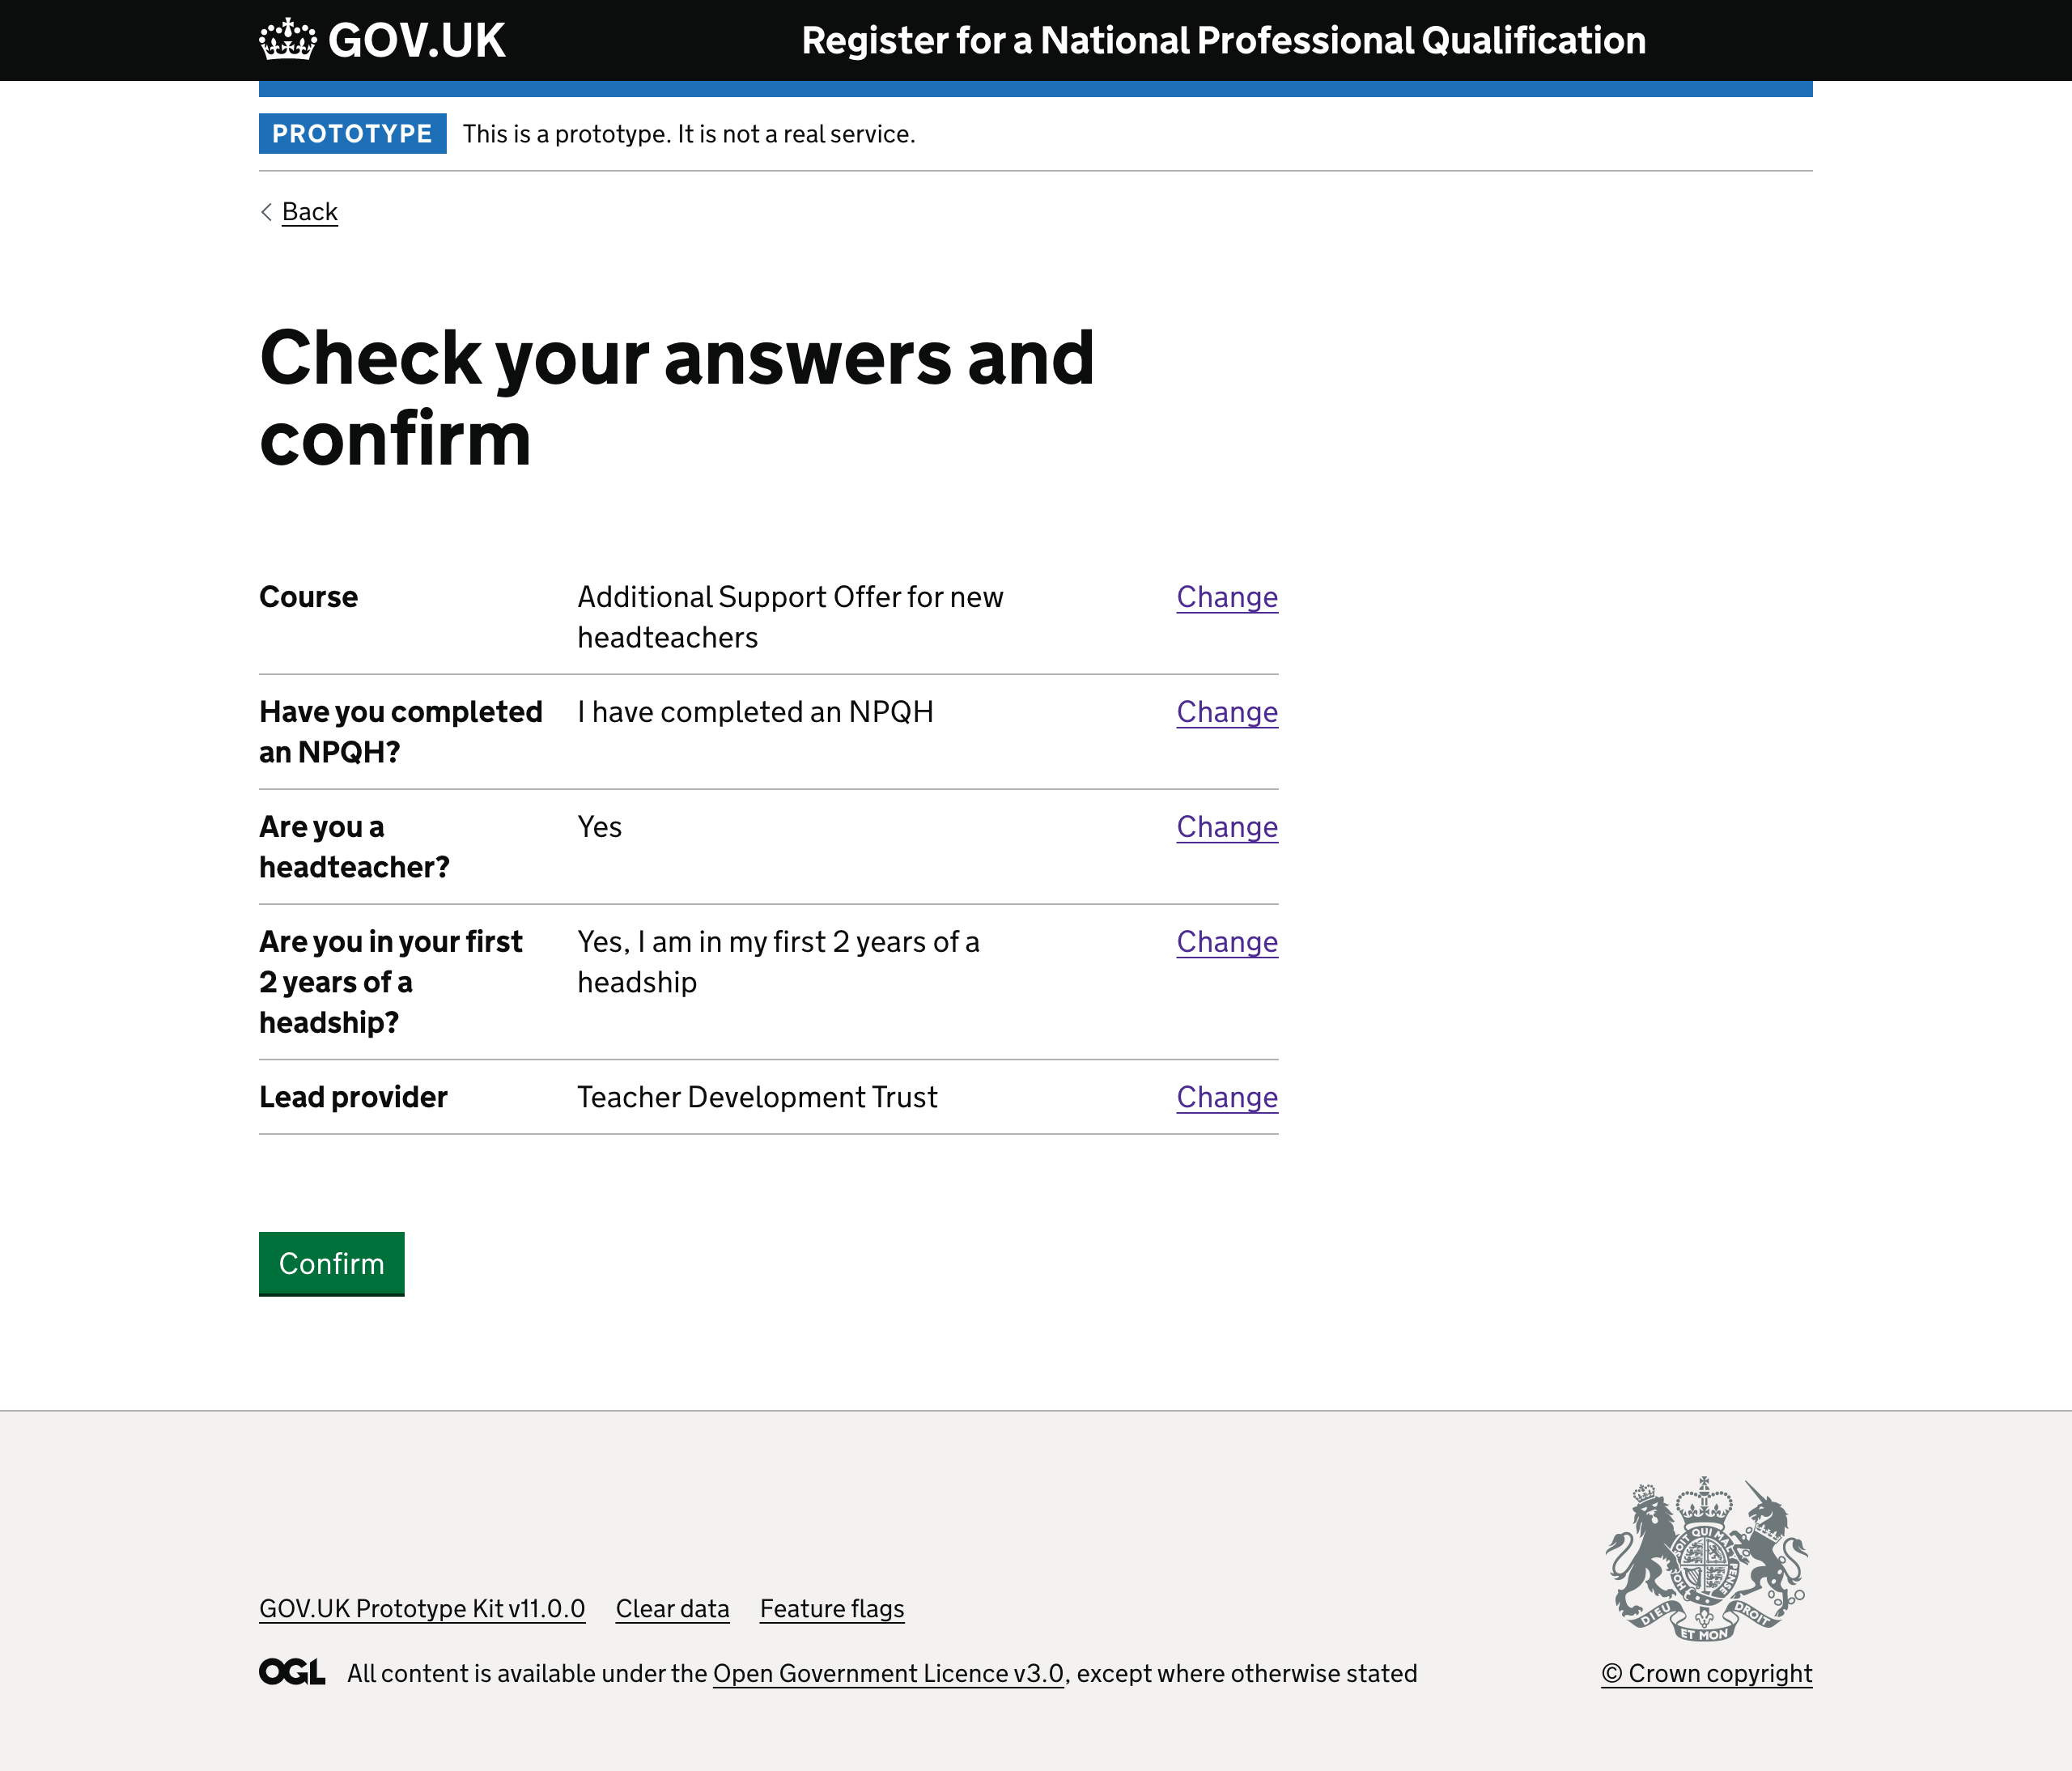 GOV.UK
Register for a National Professional Qualification
PROTOTYPE
This is a prototype. It is not a real service.
Back
Check your answers and
confirm
Course
Additional Support Offer for new
headteachers
Change
Have you completed
an NPQH?
I have completed an NPQH
Change
Are you a
headteacher?
Yes
Change
Are you in your first
2 years of a
headship?
Yes, I am in my first 2 years of a
headship
Change
Lead provider
Teacher Development Trust
Change
Confirm
GOV.UK Prototype Kit v11.0.0
Clear data
Feature flags
OGL
All content is available under the Open Government Licence v3.0, except where otherwise stated
DIEU
ET MON
DROIT
© Crown copyright